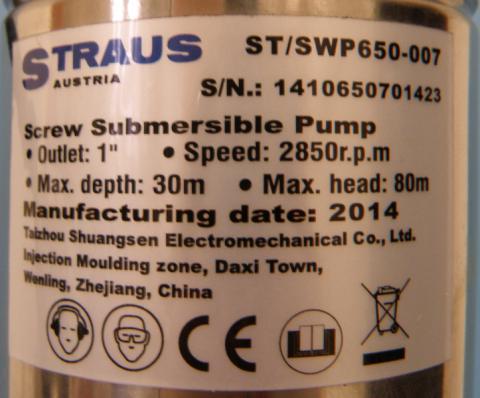 STRAUS
AUSTRIA
ST/SWP650-007
S/N.: 1410650701423
Screw Submersible Pump
• Outlet: 1" • Speed: 2850r.p.m
• Max. depth: 30m • Max. head: 80m
Manufacturing date: 2014
Taizhou Shuangsen Electromechanical Co., Ltd.
Injection Moulding zone, Daxi Town,
Wenling, Zhejiang, China
CE